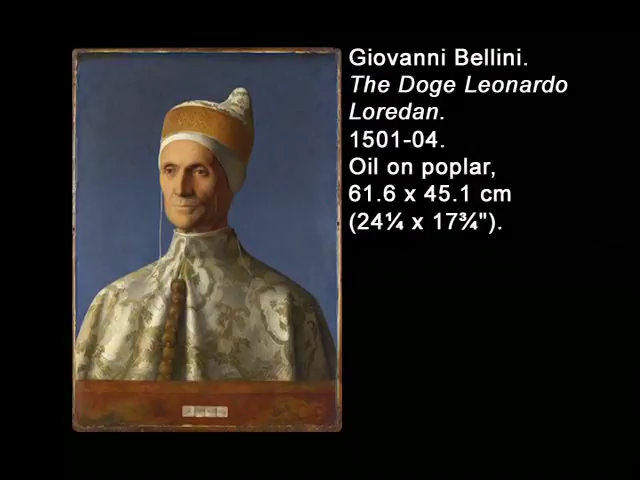 Giovanni Bellini.
The Doge Leonardo
Loredan.
1501-04.
Oil on poplar,
61.6 x 45.1 cm
(24¼ x 17¾").